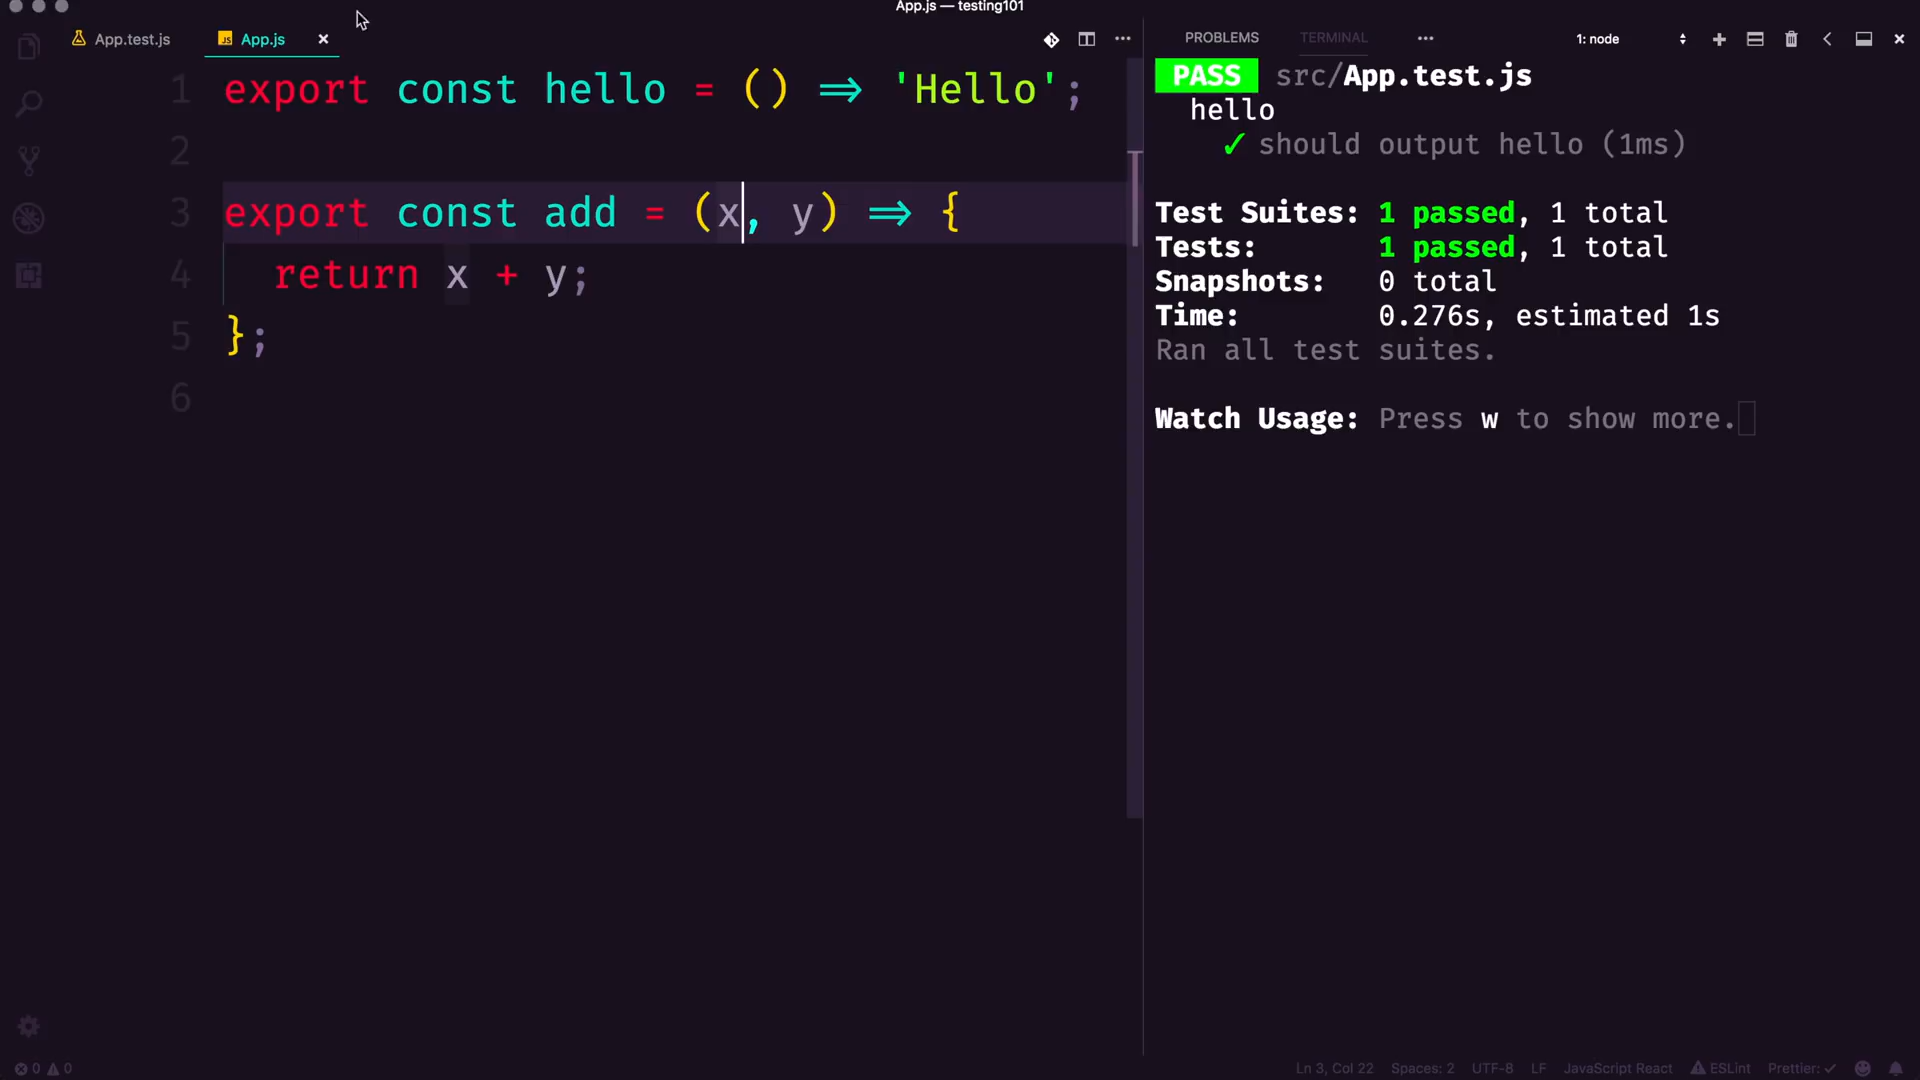 App.js — testing101
App.test.js
JS App.js
PROBLEMS TERMINAL
1: node
1 export const hello = () => 'Hello';
2
3 export const add = (x, y) => {
4 return x + y;
5 };
6
PASS src/App.test.js
hello
✓ should output hello (1ms)
Test Suites: 1 passed, 1 total
Tests: 1 passed, 1 total
Snapshots: 0 total
Time: 0.276s, estimated 1s
Ran all test suites.
Watch Usage: Press w to show more.
0 0
Ln 3, Col 22 Spaces: 2 UTF-8 LF JavaScript React ESLint Prettier: ✓